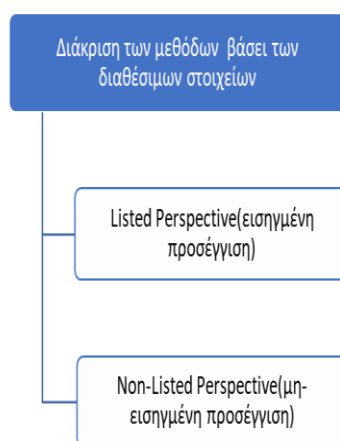 Διάκριση των μεθόδων βάσει των
διαθέσιμων στοιχείων
Listed Perspective(εισηγμένη
προσέγγιση)
Non-Listed Perspective(μη-
εισηγμένη προσέγγιση)